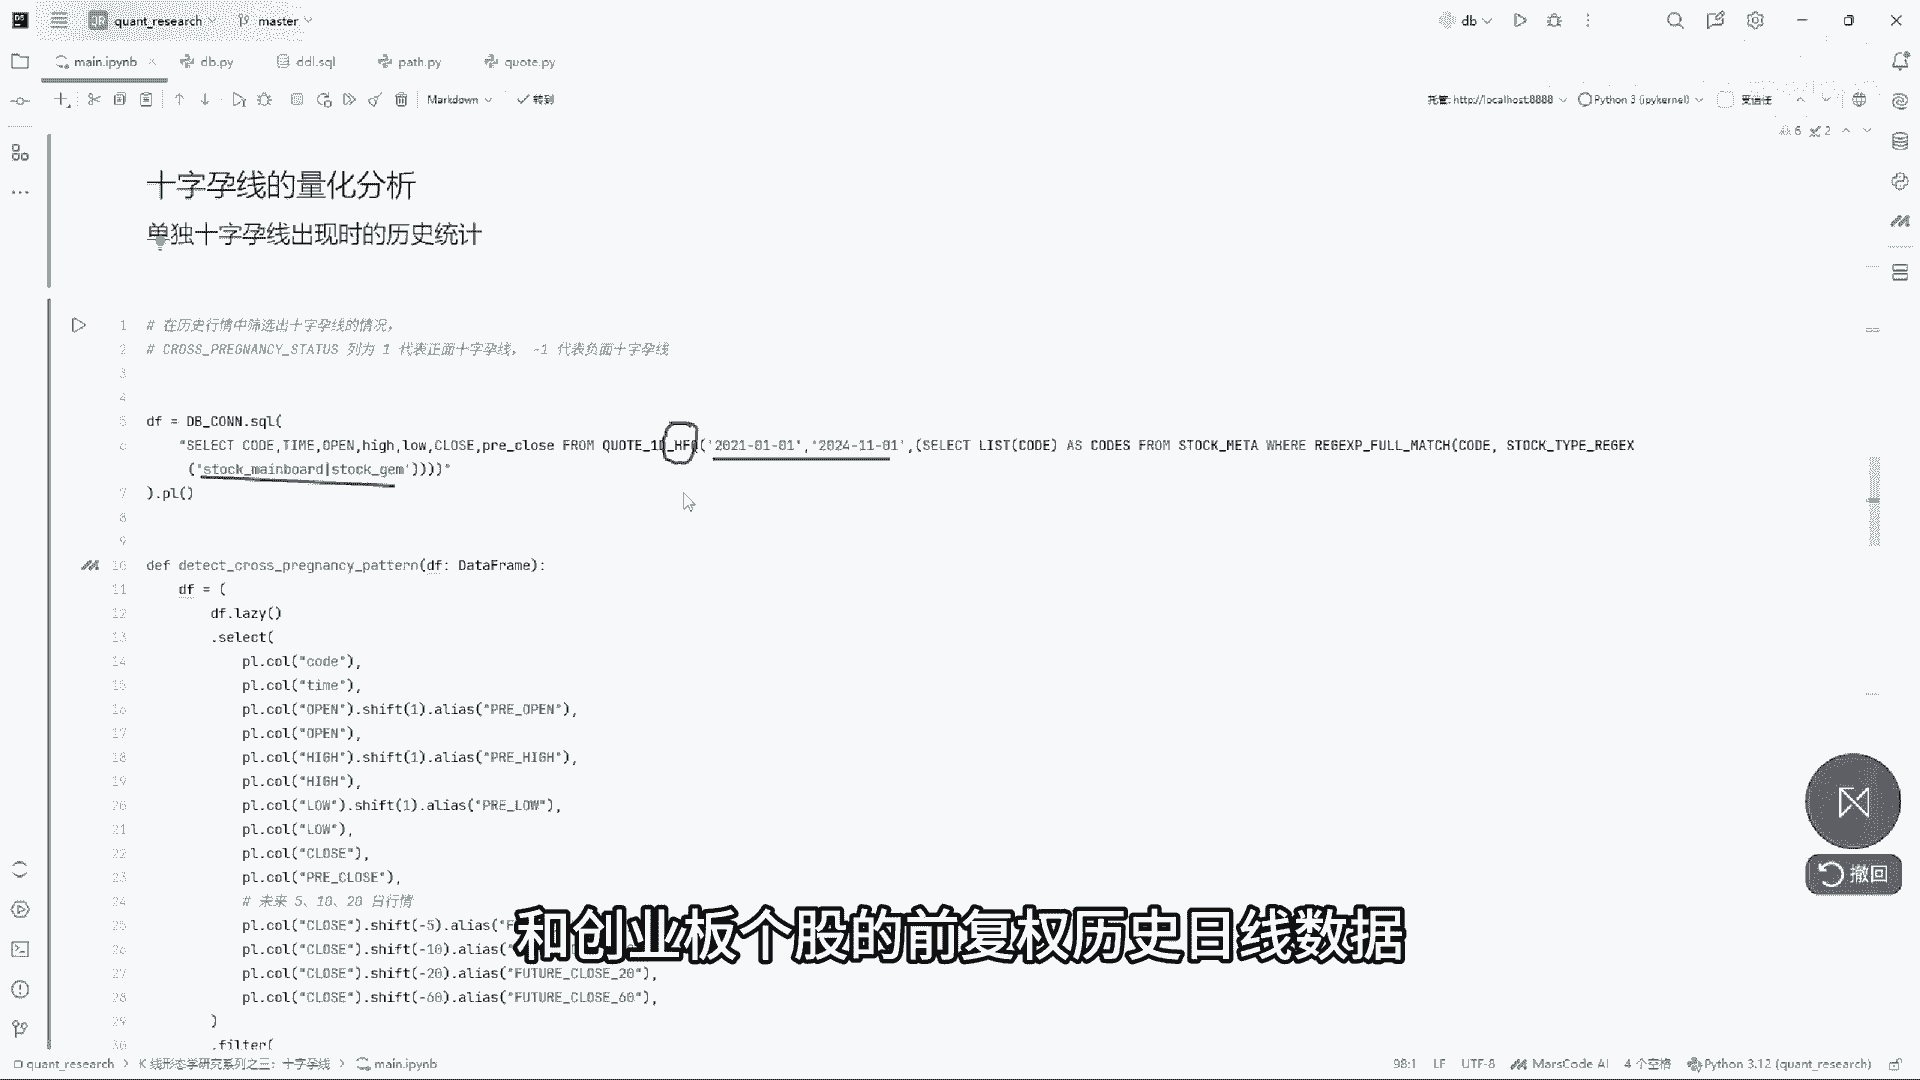 quant_research
master
db
main.ipynb
db.py
ddl.sql
path.py
quote.py
Markdown
转到
托管: http://localhost:8888
Python 3 (ipykernel)
受信任
6
2
十字孕线的量化分析
单独十字孕线出现时的历史统计
1 # 在历史行情中筛选出十字孕线的情况,
2 # CROSS_PREGNANCY_STATUS 列为 1 代表正面十字孕线, -1 代表负面十字孕线
3
4
5 df = DB_CONN.sql(
6 "SELECT CODE,TIME,OPEN,high,low,CLOSE,pre_close FROM QUOTE_1D_HFQ('2021-01-01','2024-11-01',(SELECT LIST(CODE) AS CODES FROM STOCK_META WHERE REGEXP_FULL_MATCH(CODE, STOCK_TYPE_REGEX
('stock_mainboard|stock_gem'))))"
7 ).pl()
8
9
10 def detect_cross_pregnancy_pattern(df: DataFrame):
11 df = (
12 df.lazy()
13 .select(
14 pl.col("code"),
15 pl.col("time"),
16 pl.col("OPEN").shift(1).alias("PRE_OPEN"),
17 pl.col("OPEN"),
18 pl.col("HIGH").shift(1).alias("PRE_HIGH"),
19 pl.col("HIGH"),
20 pl.col("LOW").shift(1).alias("PRE_LOW"),
21 pl.col("LOW"),
22 pl.col("CLOSE"),
23 pl.col("PRE_CLOSE"),
24 # 未来 5、10、20 日行情
25 pl.col("CLOSE").shift(-5).alias("F
26 pl.col("CLOSE").shift(-10).alias(
27 pl.col("CLOSE").shift(-20).alias("FUTURE_CLOSE_20"),
28 pl.col("CLOSE").shift(-60).alias("FUTURE_CLOSE_60"),
29 )
30 .filter(
撤回
和创业板个股的前复权历史日线数据
quant_research
K 线形态学研究系列之三:十字孕线
main.ipynb
98:1
LF
UTF-8
MarsCode AI
4 个空格
Python 3.12 (quant_research)